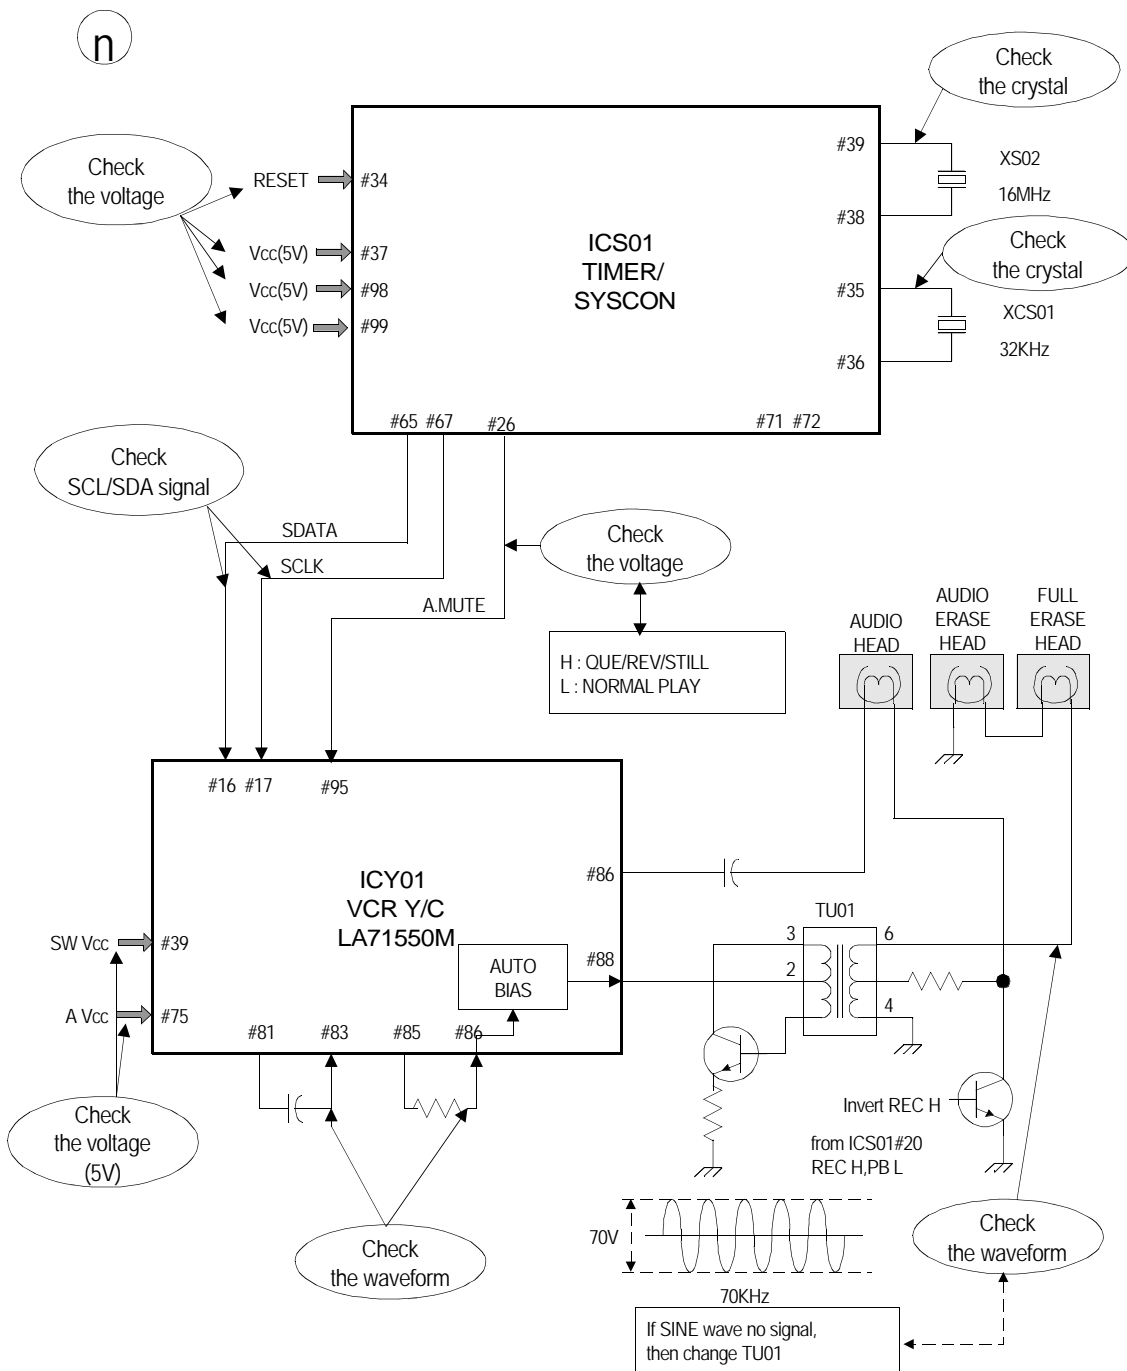 n
Check
the crystal
#39
XS02
16MHz
#38
Check
the voltage
RESET
#34
Vcc(5V)
#37
Vcc(5V)
#98
Vcc(5V)
#99
ICS01
TIMER/
SYSCON
Check
the crystal
#35
XCS01
32KHz
#36
#65 #67
#26
#71 #72
Check
SCL/SDA signal
SDATA
SCLK
A.MUTE
Check
the voltage
H : QUE/REV/STILL
L : NORMAL PLAY
AUDIO
HEAD
AUDIO
ERASE
HEAD
FULL
ERASE
HEAD
#16 #17
#95
ICY01
VCR Y/C
LA71550M
#86
SW Vcc
#39
A Vcc
#75
AUTO
BIAS
#88
#81
#83
#85
#86
TU01
3
2
6
4
Check
the voltage
(5V)
Check
the waveform
Invert REC H
from ICS01#20
REC H,PB L
70V
70KHz
Check
the waveform
If SINE wave no signal,
then change TU01